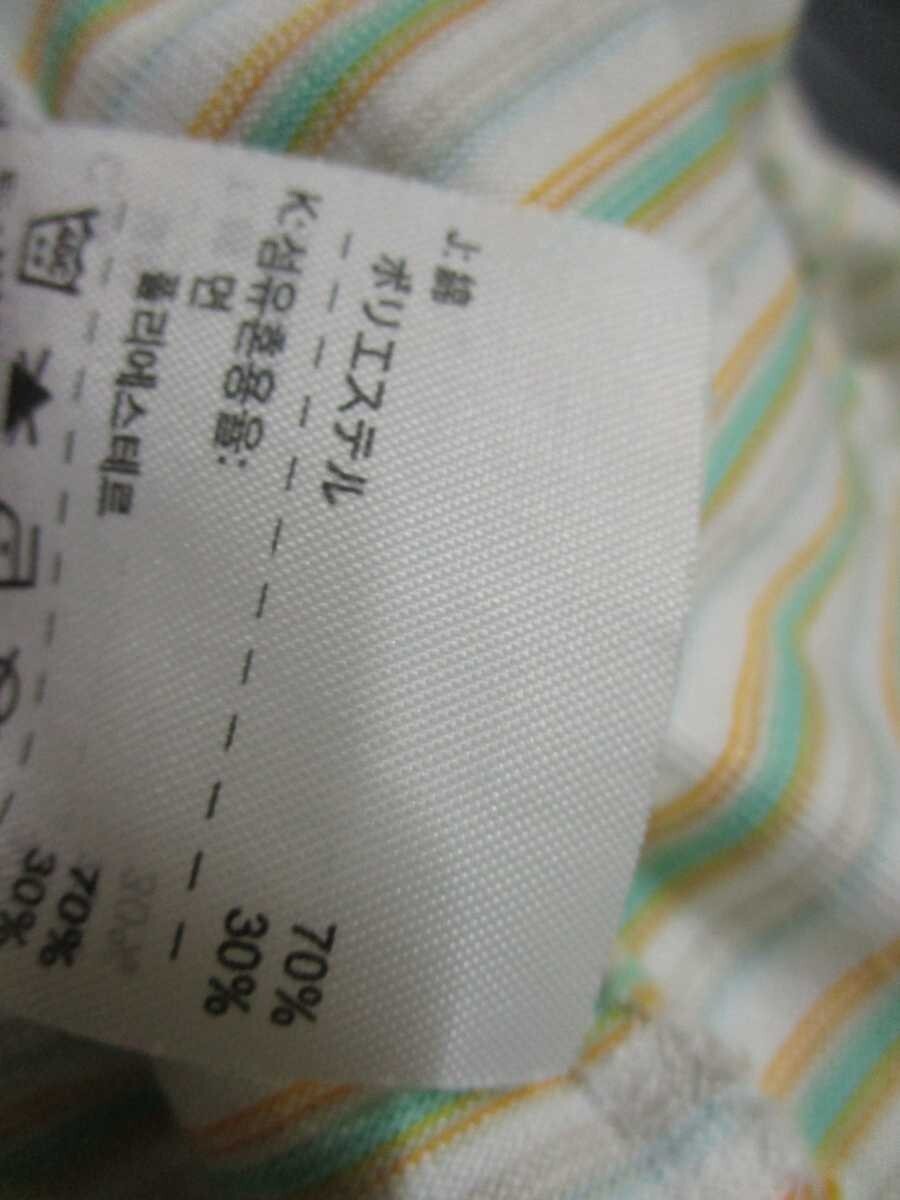 J: 綿 70%
ポリエステル 30%
K: 섬유혼용율:
면 70%
폴리에스테르 30%